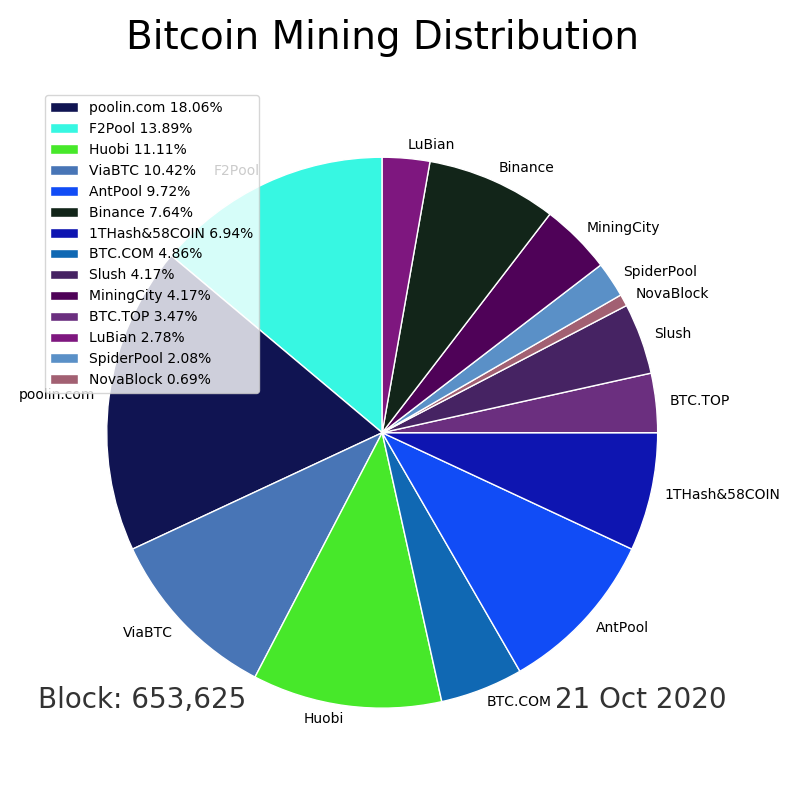 Bitcoin Mining Distribution
poolin.com 18.06%
F2Pool 13.89%
Huobi 11.11%
ViaBTC 10.42%
AntPool 9.72%
Binance 7.64%
1THash&58COIN 6.94%
BTC.COM 4.86%
Slush 4.17%
MiningCity 4.17%
BTC.TOP 3.47%
LuBian 2.78%
SpiderPool 2.08%
NovaBlock 0.69%
LuBian
Binance
F2Pool
MiningCity
SpiderPool
NovaBlock
Slush
poolin.com
BTC.TOP
1THash&58COIN
AntPool
ViaBTC
BTC.COM
Huobi
Block: 653,625
21 Oct 2020